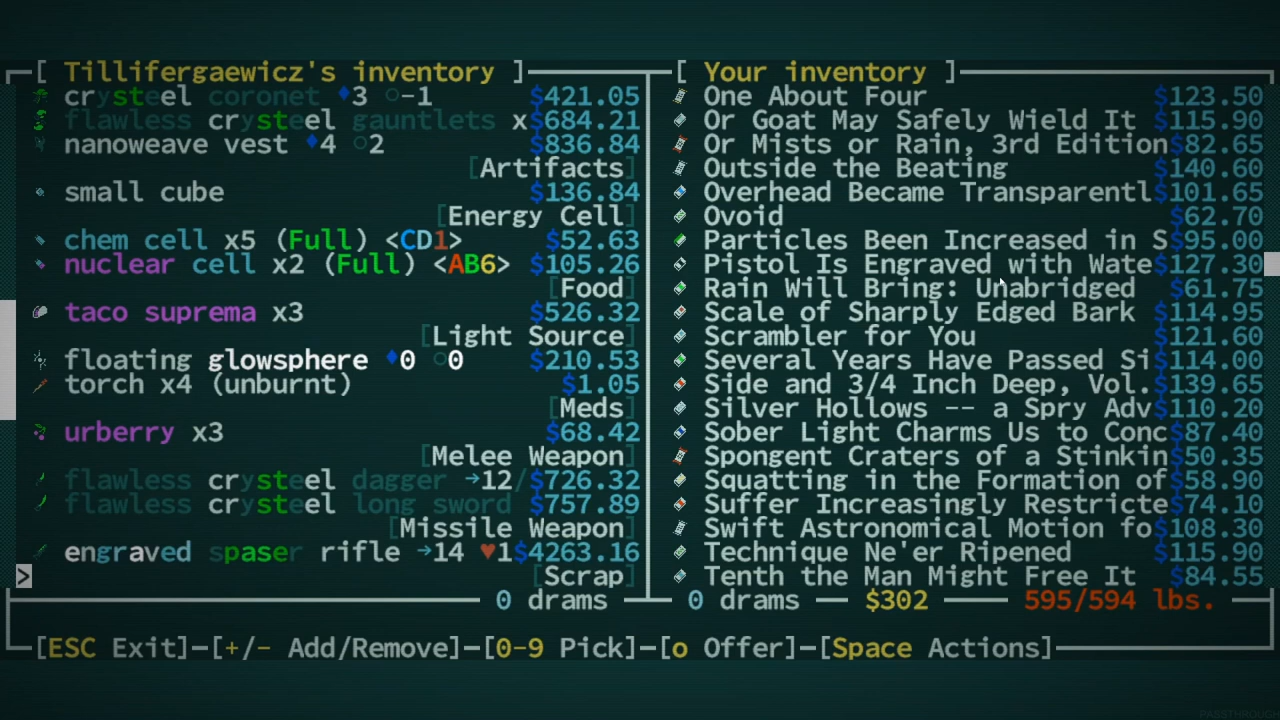 [ Tillifergaewicz's inventory ]
crysteel coronet ♦3 ○-1 $421.05
flawless crysteel gauntlets x $684.21
nanoweave vest ♦4 ○2 $836.84
[Artifacts]
small cube $136.84
[Energy Cell]
chem cell x5 (Full) <CD1> $52.63
nuclear cell x2 (Full) <AB6> $105.26
[Food]
taco suprema x3 $526.32
[Light Source]
floating glowsphere ♦0 ○0 $210.53
torch x4 (unburnt) $1.05
[Meds]
urberry x3 $68.42
[Melee Weapon]
flawless crysteel dagger →12/ $726.32
flawless crysteel long sword $757.89
[Missile Weapon]
engraved spaser rifle →14 ♥1 $4263.16
> [Scrap]
0 drams
[ Your inventory ]
One About Four $123.50
Or Goat May Safely Wield It $115.90
Or Mists or Rain, 3rd Edition $82.65
Outside the Beating $140.60
Overhead Became Transparentl $101.65
Ovoid $62.70
Particles Been Increased in S $95.00
Pistol Is Engraved with Wate $127.30
Rain Will Bring: Unabridged $61.75
Scale of Sharply Edged Bark $114.95
Scrambler for You $121.60
Several Years Have Passed Si $114.00
Side and 3/4 Inch Deep, Vol. $139.65
Silver Hollows -- a Spry Adv $110.20
Sober Light Charms Us to Conc $87.40
Spongent Craters of a Stinkin $50.35
Squatting in the Formation of $58.90
Suffer Increasingly Restricte $74.10
Swift Astronomical Motion fo $108.30
Technique Ne'er Ripened $115.90
Tenth the Man Might Free It $84.55
0 drams $302 595/594 lbs.
[ESC Exit]-[+/- Add/Remove]-[0-9 Pick]-[o Offer]-[Space Actions]